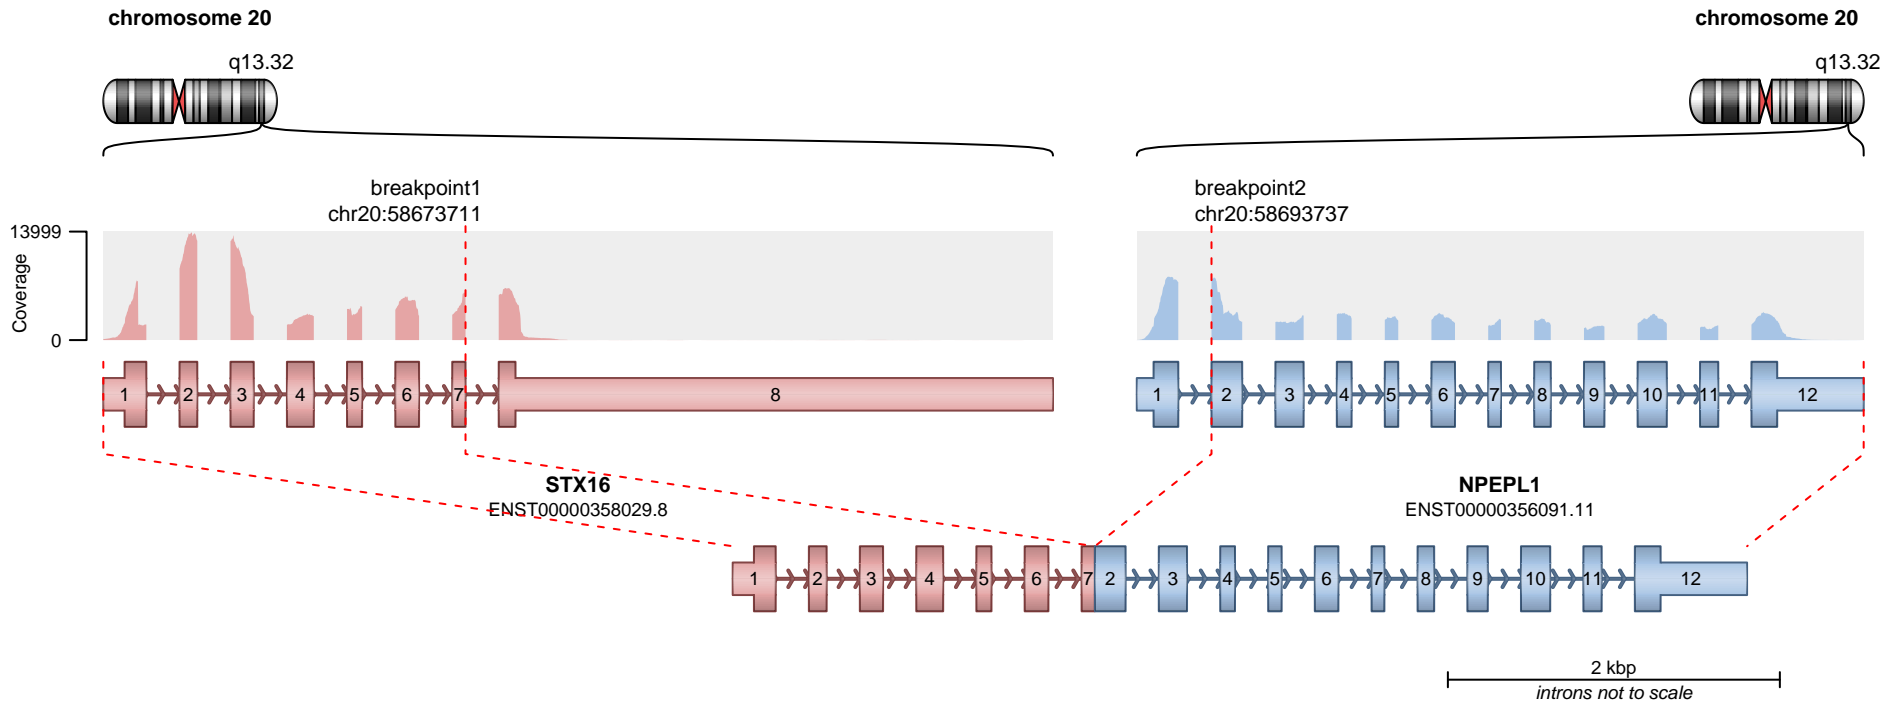 chromosome 20
chromosome 20
q13.32
q13.32
breakpoint1
chr20:58673711
breakpoint2
chr20:58693737
13999
Coverage
0
1 2 3 4 5 6 7 8
1 2 3 4 5 6 7 8 9 10 11 12
STX16
ENST00000358029.8
NPEPL1
ENST00000356091.11
1 2 3 4 5 6 7 2 3 4 5 6 7 8 9 10 11 12
2 kbp
introns not to scale